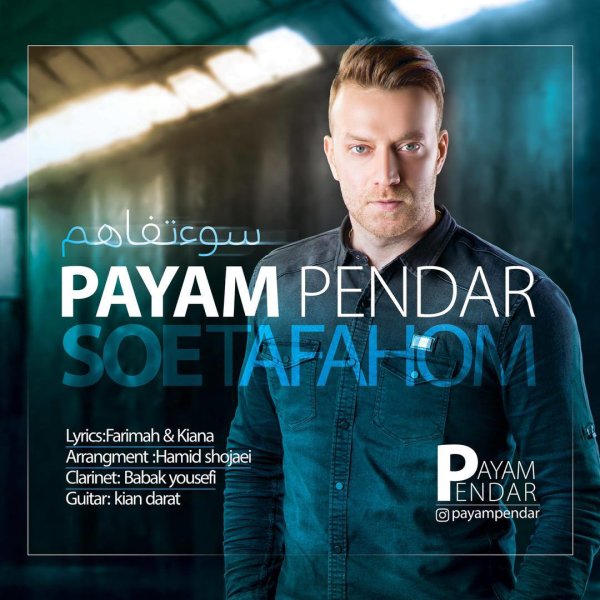 سوءتفاهم
PAYAM PENDAR
SOETAFAHOM
Lyrics:Farimah & Kiana
Arrangment :Hamid shojaei
Clarinet: Babak yousefi
Guitar: kian darat
PAYAM
PENDAR
payampendar